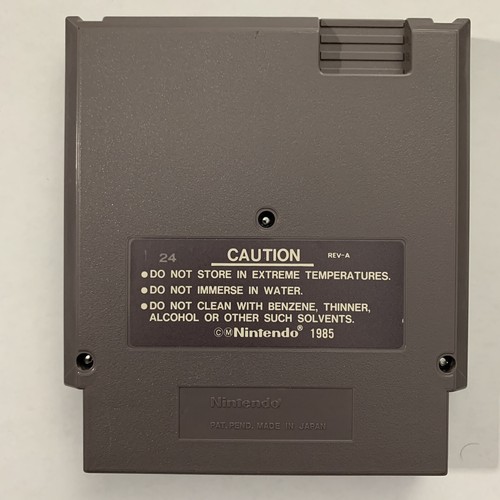 24 CAUTION REV-A
●DO NOT STORE IN EXTREME TEMPERATURES.
●DO NOT IMMERSE IN WATER.
●DO NOT CLEAN WITH BENZENE, THINNER,
ALCOHOL OR OTHER SUCH SOLVENTS.
©ⓂNintendo® 1985
Nintendo®
PAT. PEND. MADE IN JAPAN